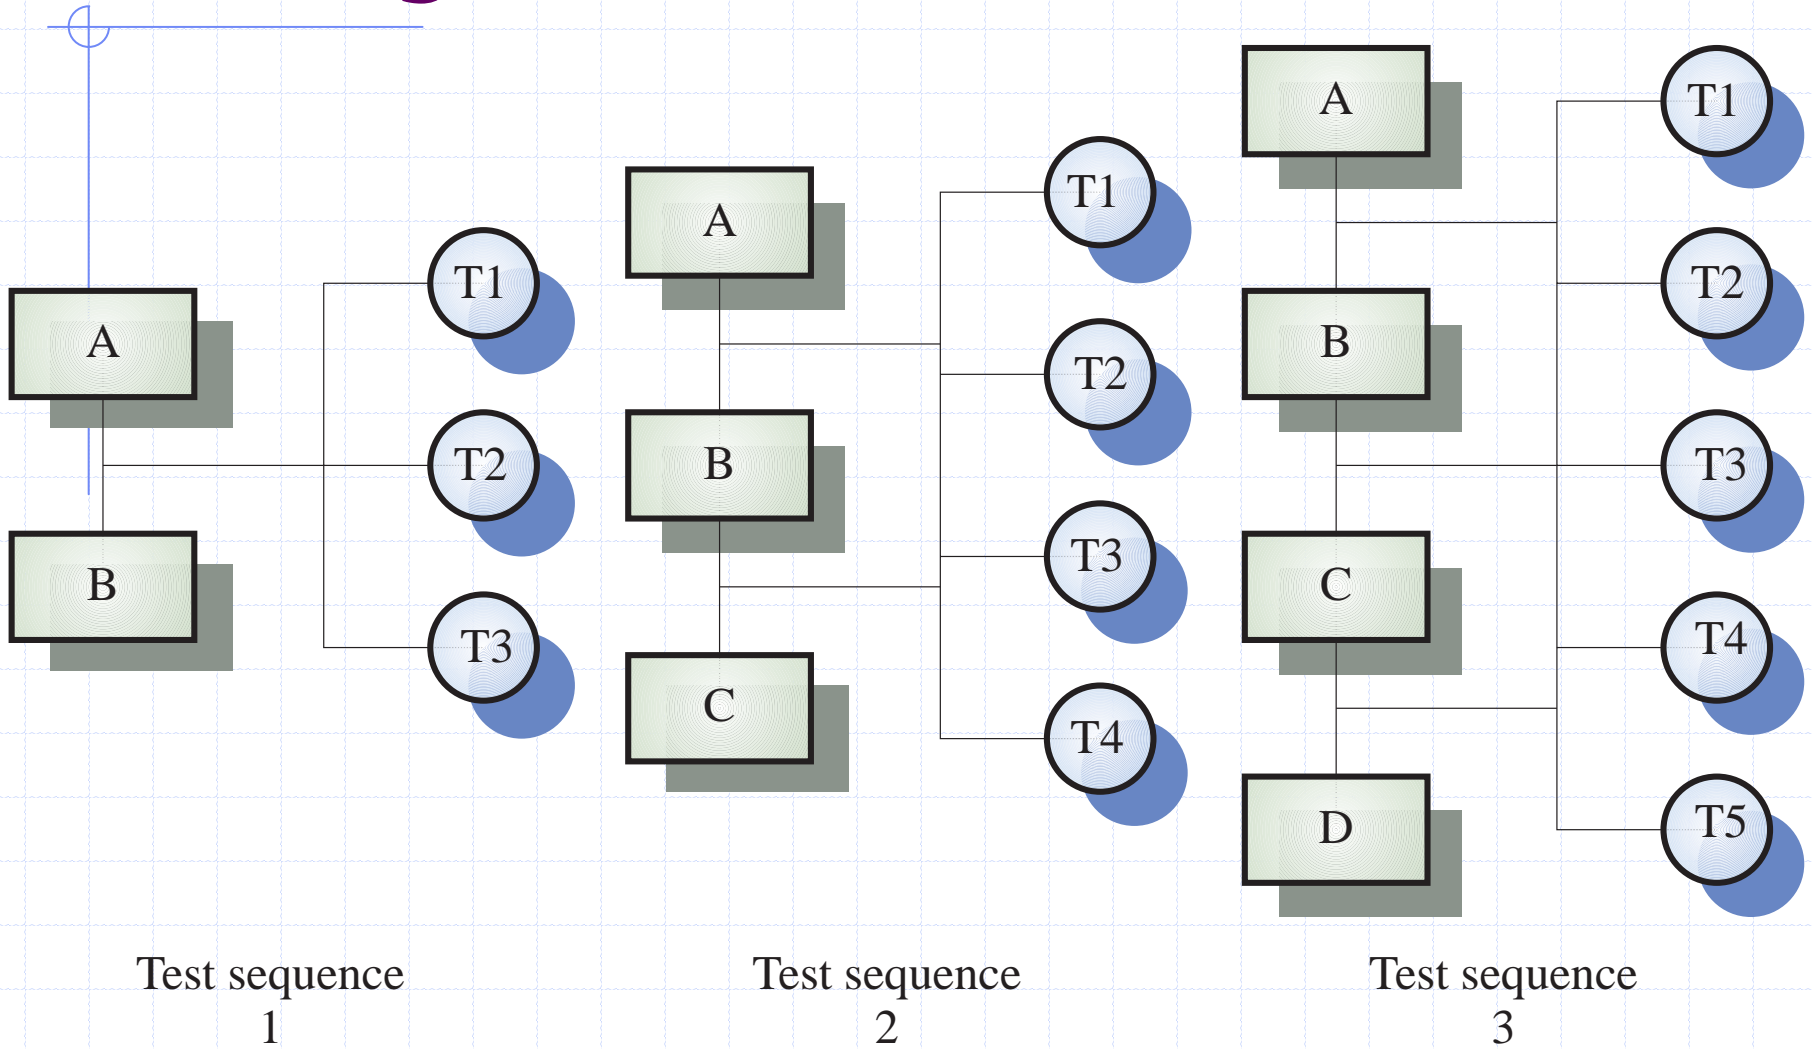 A
B
T1
T2
T3
Test sequence
1
A
B
C
T1
T2
T3
T4
Test sequence
2
A
B
C
D
T1
T2
T3
T4
T5
Test sequence
3